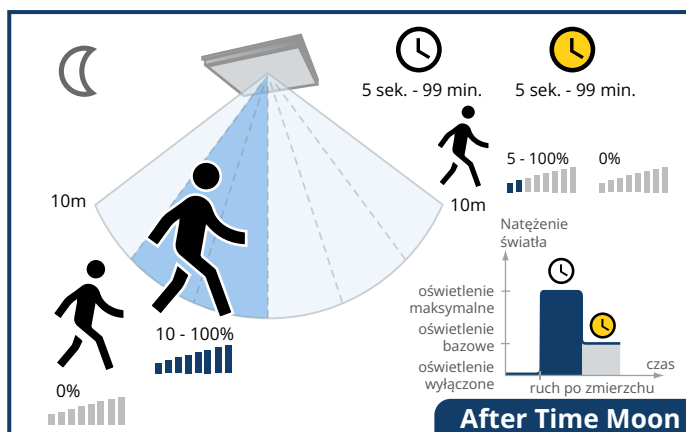 5 sek. - 99 min.
5 sek. - 99 min.
5 - 100%
0%
10m
10m
10 - 100%
0%
Natężenie
światła
oświetlenie
maksymalne
oświetlenie
bazowe
oświetlenie
wyłączone
czas
ruch po zmierzchu
After Time Moon